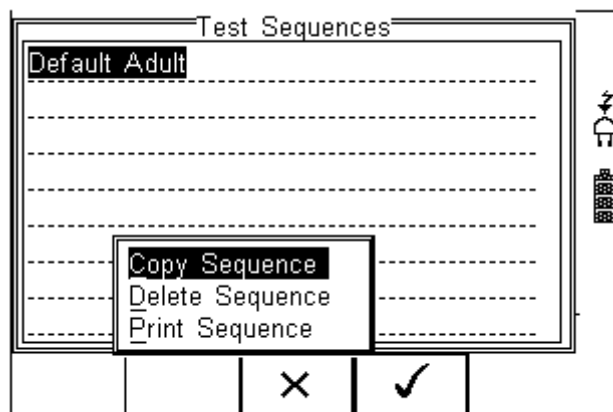 Test Sequences
Default Adult
Copy Sequence
Delete Sequence
Print Sequence